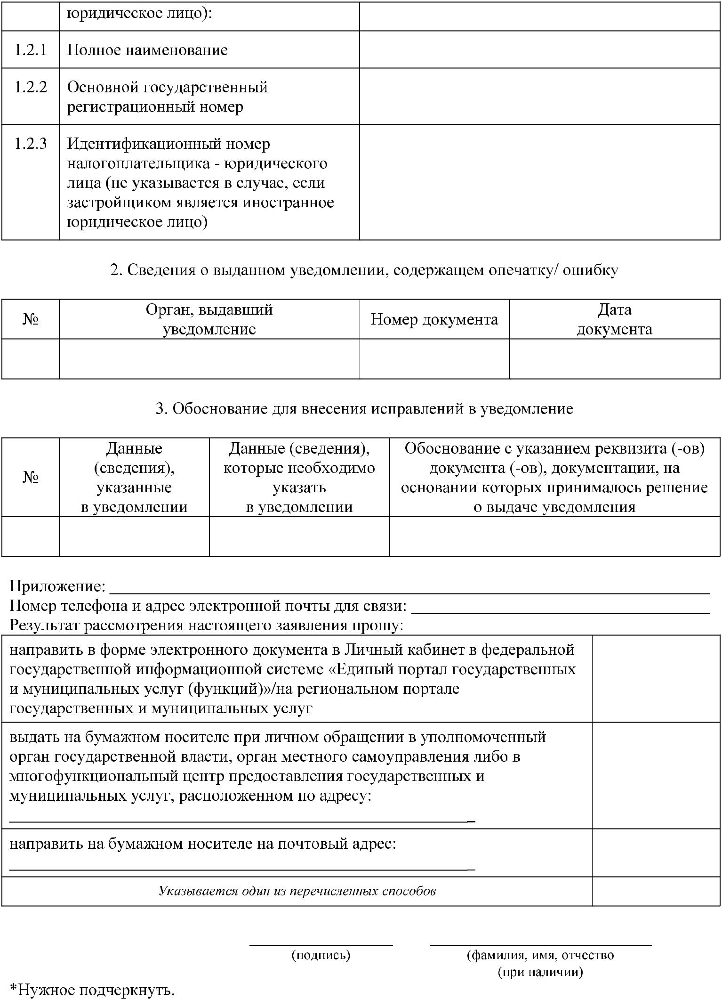 юридическое лицо):
1.2.1 Полное наименование
1.2.2 Основной государственный
регистрационный номер
1.2.3 Идентификационный номер
налогоплательщика - юридического
лица (не указывается в случае, если
застройщиком является иностранное
юридическое лицо)
2. Сведения о выданном уведомлении, содержащем опечатку/ ошибку
№
Орган, выдавший
уведомление
Номер документа
Дата
документа
3. Обоснование для внесения исправлений в уведомление
№
Данные
(сведения),
указанные
в уведомлении
Данные (сведения),
которые необходимо
указать
в уведомлении
Обоснование с указанием реквизита (-ов)
документа (-ов), документации, на
основании которых принималось решение
о выдаче уведомления
Приложение:
Номер телефона и адрес электронной почты для связи:
Результат рассмотрения настоящего заявления прошу:
направить в форме электронного документа в Личный кабинет в федеральной
государственной информационной системе «Единый портал государственных
и муниципальных услуг (функций)»/на региональном портале
государственных и муниципальных услуг
выдать на бумажном носителе при личном обращении в уполномоченный
орган государственной власти, орган местного самоуправления либо в
многофункциональный центр предоставления государственных и
муниципальных услуг, расположенном по адресу:
направить на бумажном носителе на почтовый адрес:
Указывается один из перечисленных способов
(подпись) (фамилия, имя, отчество
(при наличии)
*Нужное подчеркнуть.